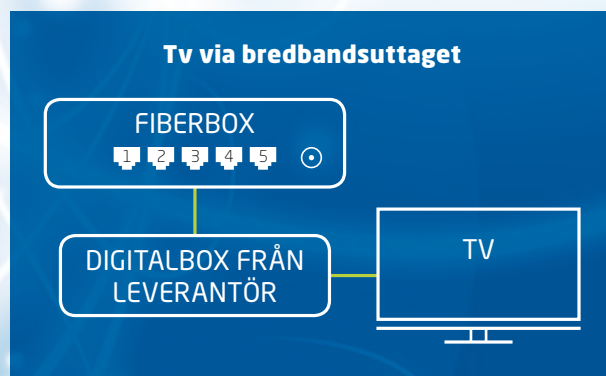 Tv via bredbandsuttaget
FIBERBOX
1 2 3 4 5
DIGITALBOX FRÅN
LEVERANTÖR
TV